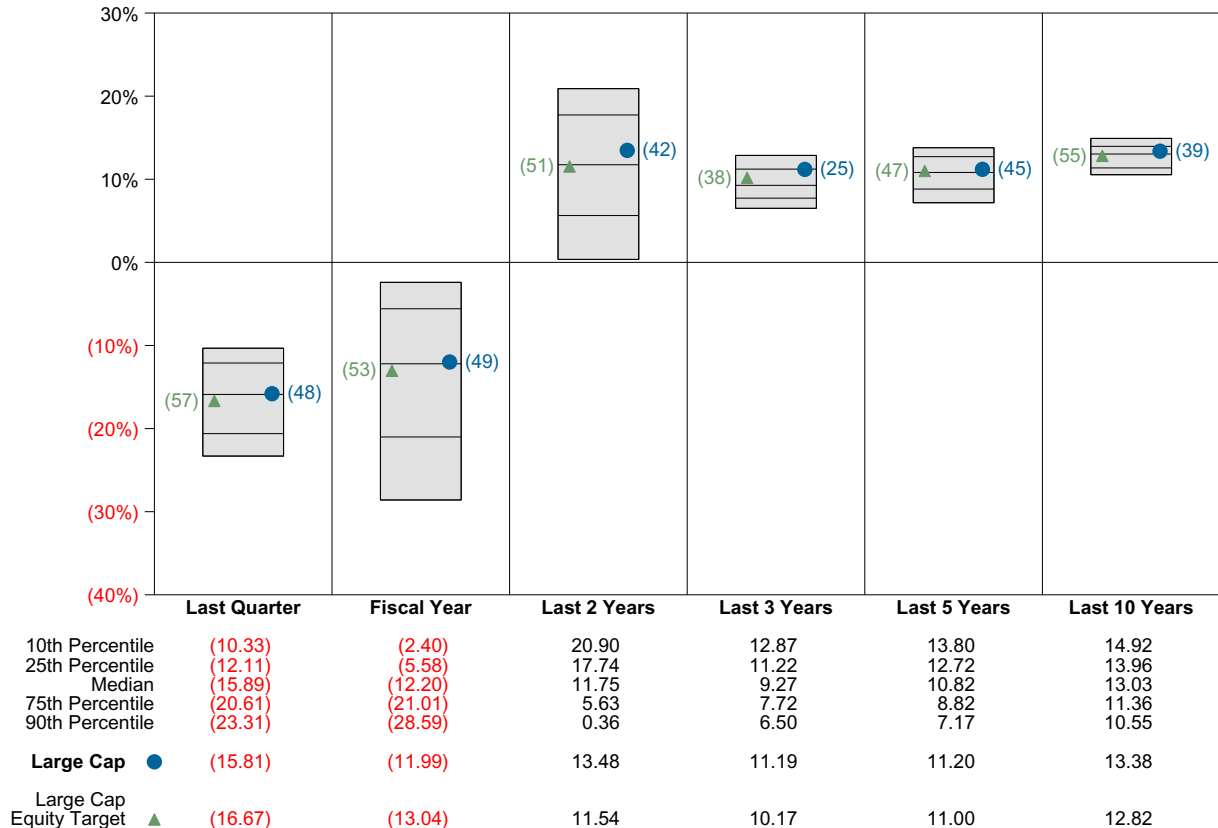 30%
20%
10%
0%
(10%)
(20%)
(30%)
(40%)
(57) (48)
(53) (49)
(51) (42)
(38) (25)
(47) (45)
(55) (39)
Last Quarter Fiscal Year Last 2 Years Last 3 Years Last 5 Years Last 10 Years
10th Percentile (10.33) (2.40) 20.90 12.87 13.80 14.92
25th Percentile (12.11) (5.58) 17.74 11.22 12.72 13.96
Median (15.89) (12.20) 11.75 9.27 10.82 13.03
75th Percentile (20.61) (21.01) 5.63 7.72 8.82 11.36
90th Percentile (23.31) (28.59) 0.36 6.50 7.17 10.55
Large Cap (15.81) (11.99) 13.48 11.19 11.20 13.38
Large Cap
Equity Target (16.67) (13.04) 11.54 10.17 11.00 12.82